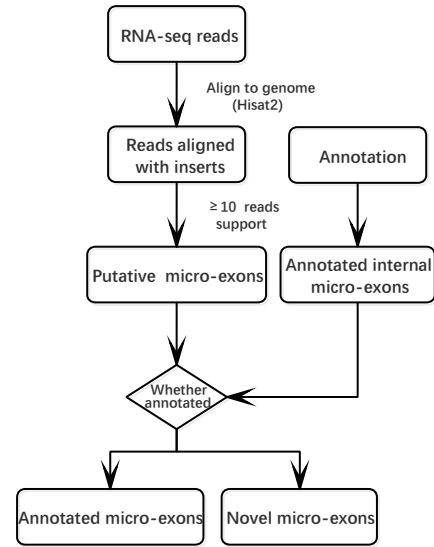 RNA-seq reads
Align to genome
(Hisat2)
Reads aligned
with inserts
Annotation
≥ 10 reads
support
Putative micro-exons
Annotated internal
micro-exons
Whether
annotated
Annotated micro-exons
Novel micro-exons